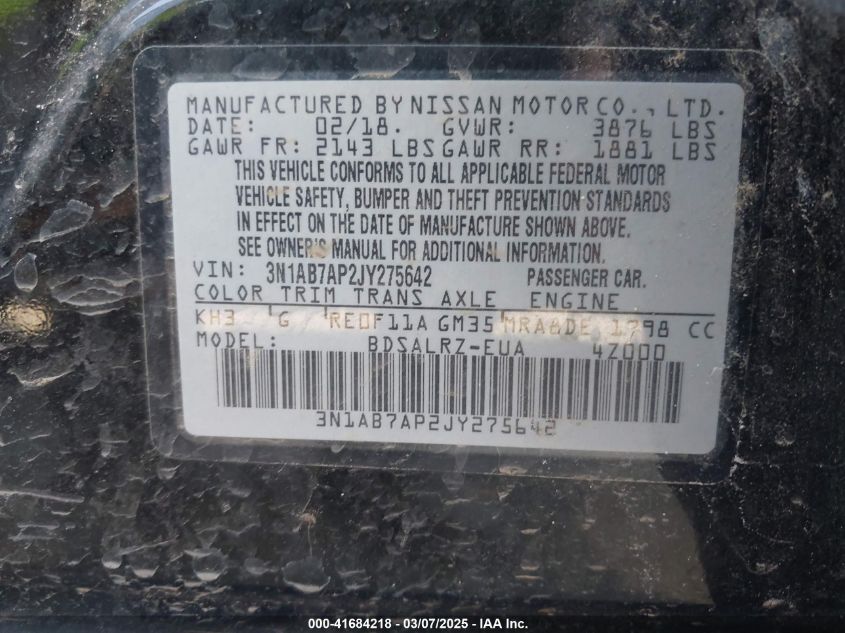 MANUFACTURED BY NISSAN MOTOR CO., LTD.
DATE: 02/18. GVWR: 3876 LBS
GAWR FR: 2143 LBS GAWR RR: 1881 LBS
THIS VEHICLE CONFORMS TO ALL APPLICABLE FEDERAL MOTOR
VEHICLE SAFETY, BUMPER AND THEFT PREVENTION STANDARDS
IN EFFECT ON THE DATE OF MANUFACTURE SHOWN ABOVE.
SEE OWNER'S MANUAL FOR ADDITIONAL INFORMATION.
VIN: 3N1AB7AP2JY275642 PASSENGER CAR.
COLOR TRIM TRANS AXLE ENGINE
KH3 G RE0F11A GM35 MRA8DE 1798 CC
MODEL: BDSALRZ-EUA 4Z000
3N1AB7AP2JY275642
000-41684218 - 03/07/2025 - IAA Inc.